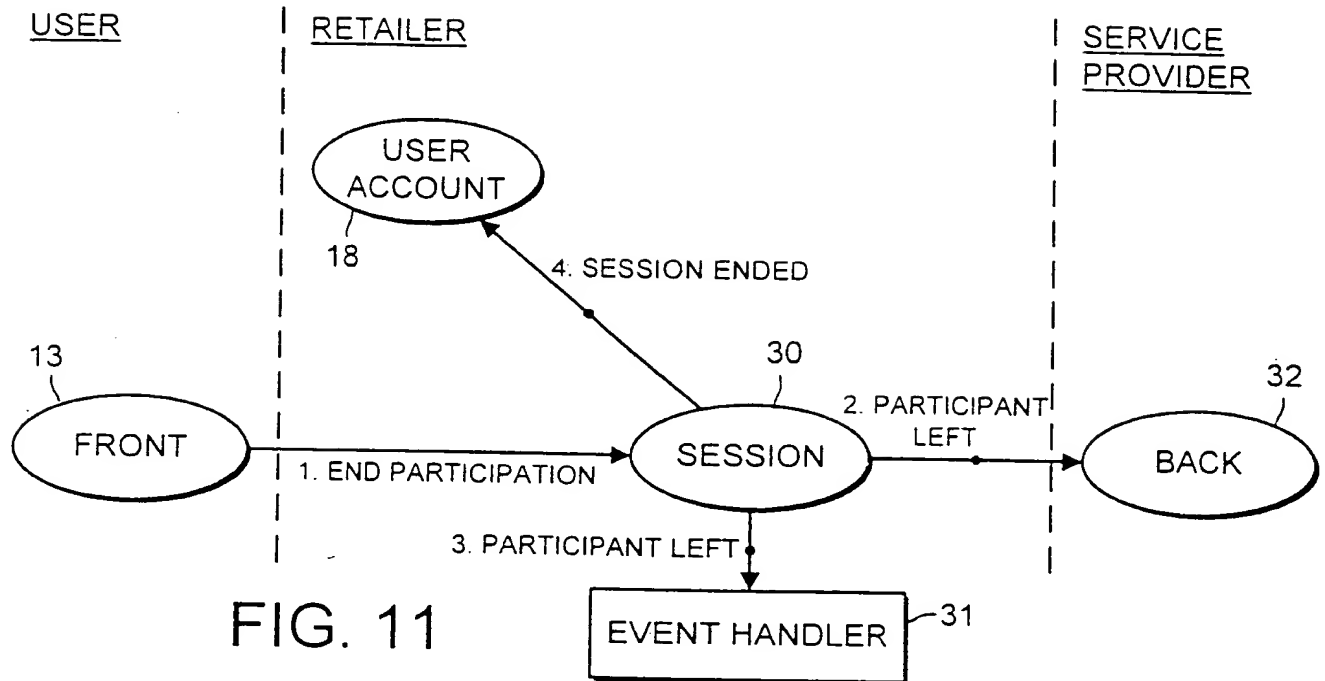 USER
RETAILER
SERVICE
PROVIDER
USER
ACCOUNT
18
4. SESSION ENDED
13
30
32
FRONT
1. END PARTICIPATION
SESSION
2. PARTICIPANT
LEFT
BACK
3. PARTICIPANT LEFT
EVENT HANDLER
31
FIG. 11